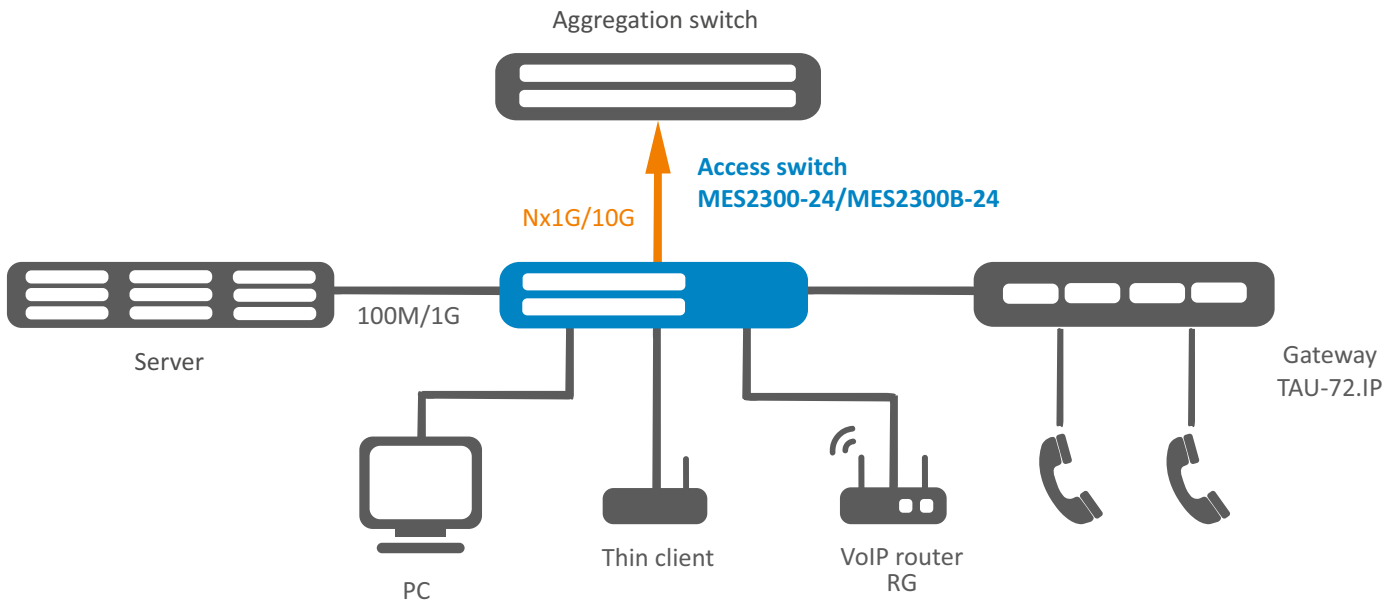 Aggregation switch
Access switch
MES2300-24/MES2300B-24
Nx1G/10G
100M/1G
Server
Gateway
TAU-72.IP
PC
Thin client
VoIP router
RG